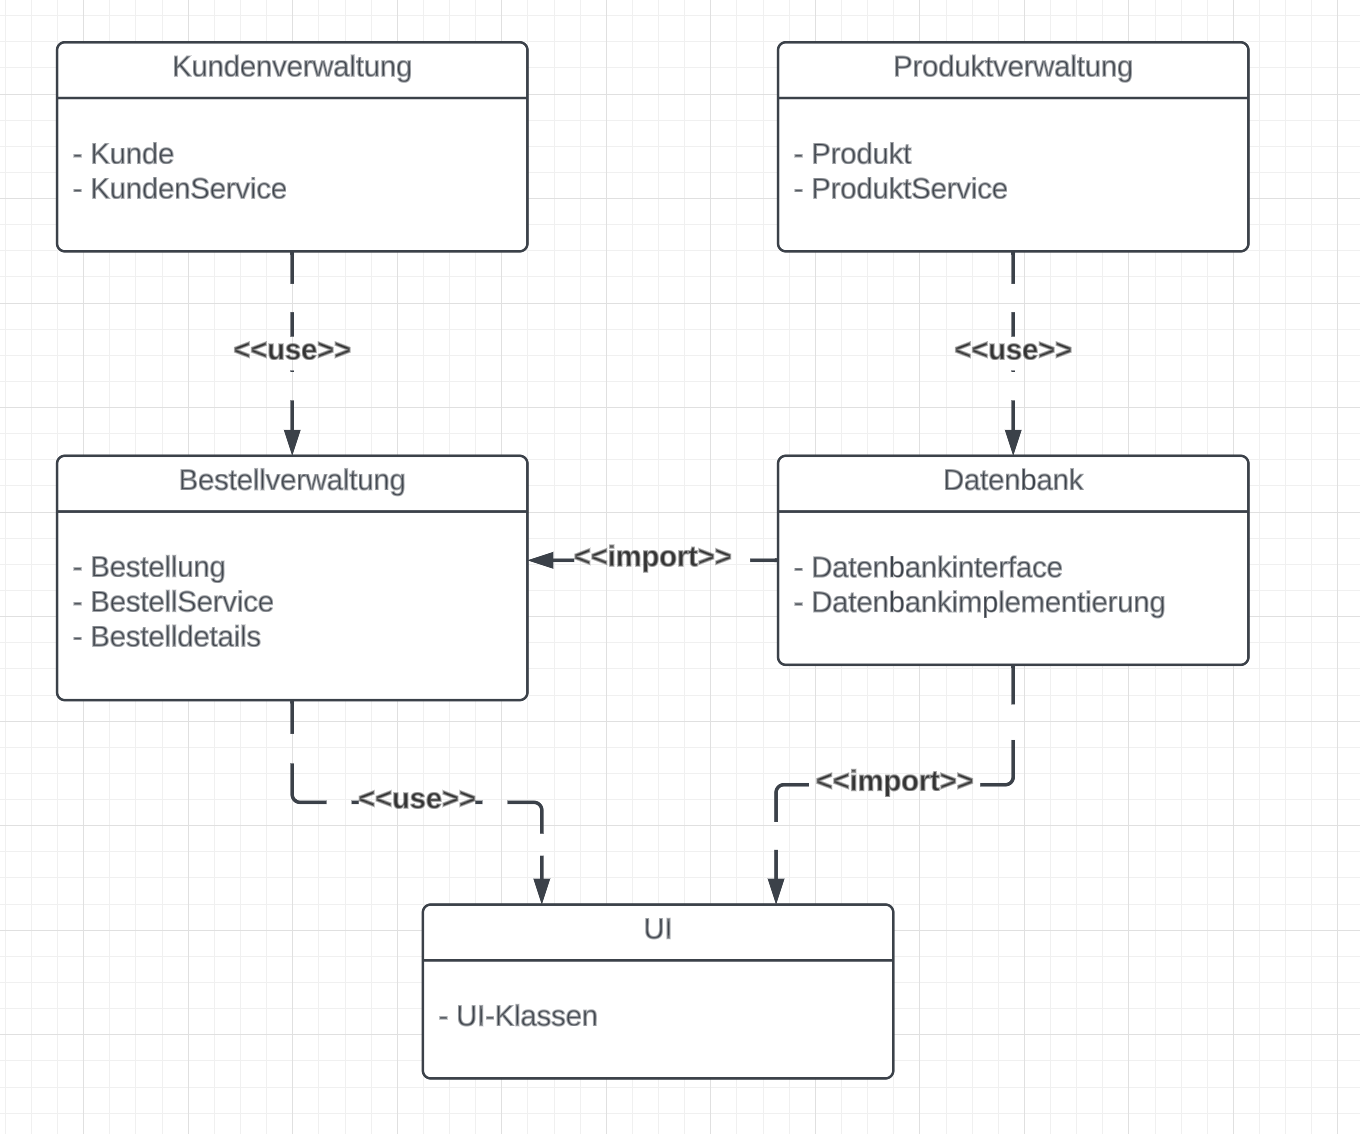 Kundenverwaltung
- Kunde
- KundenService
Produktverwaltung
- Produkt
- ProduktService
<<use>>
<<use>>
Bestellverwaltung
- Bestellung
- BestellService
- Bestelldetails
<<import>>
Datenbank
- Datenbankinterface
- Datenbankimplementierung
<<use>>
<<import>>
UI
- UI-Klassen